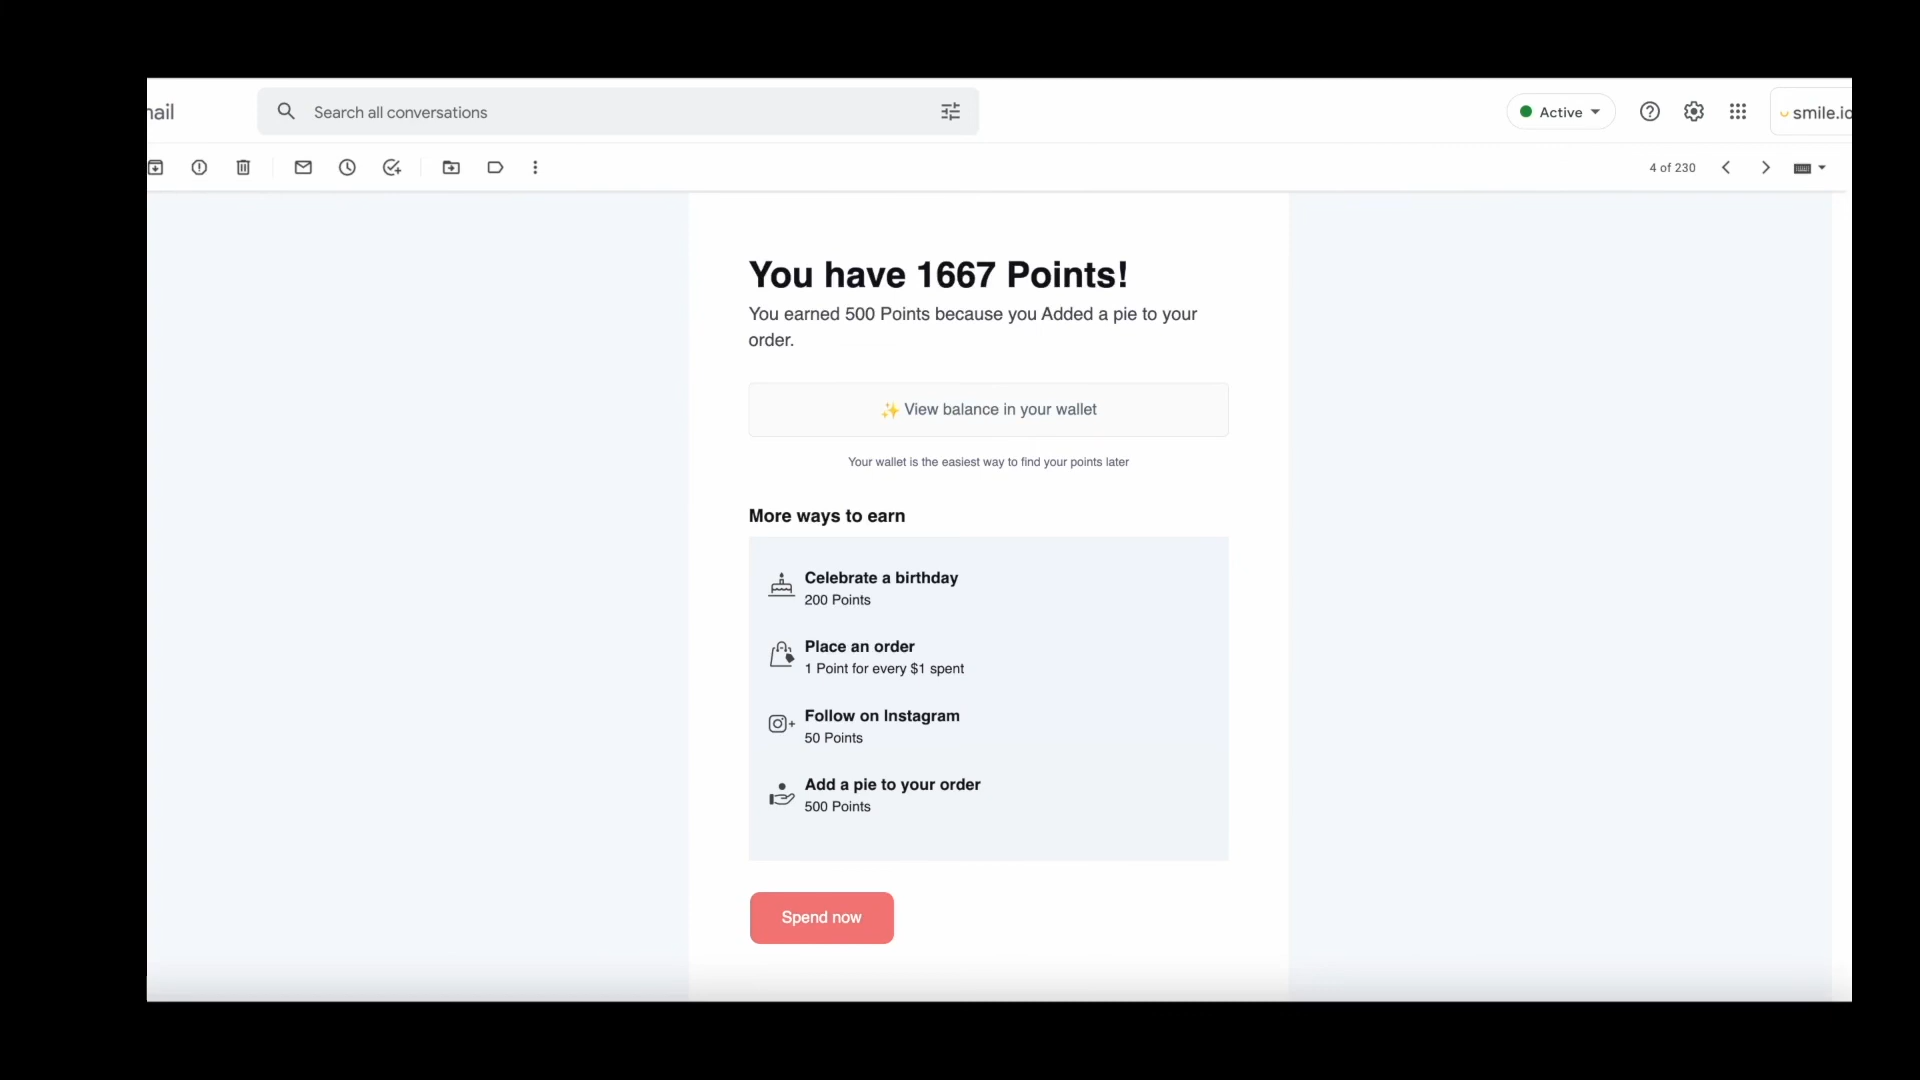 nail
Search all conversations
Active
smile.io
4 of 230
You have 1667 Points!
You earned 500 Points because you Added a pie to your
order.
✨ View balance in your wallet
Your wallet is the easiest way to find your points later
More ways to earn
Celebrate a birthday
200 Points
Place an order
1 Point for every $1 spent
Follow on Instagram
50 Points
Add a pie to your order
500 Points
Spend now